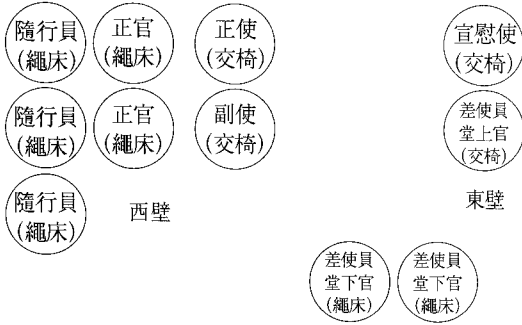 隨行員
(繩床)
正官
(繩床)
正使
(交椅)
宣慰使
(交椅)
隨行員
(繩床)
正官
(繩床)
副使
(交椅)
差使員
堂上官
(交椅)
隨行員
(繩床)
西壁
東壁
差使員
堂下官
(繩床)
差使員
堂下官
(繩床)